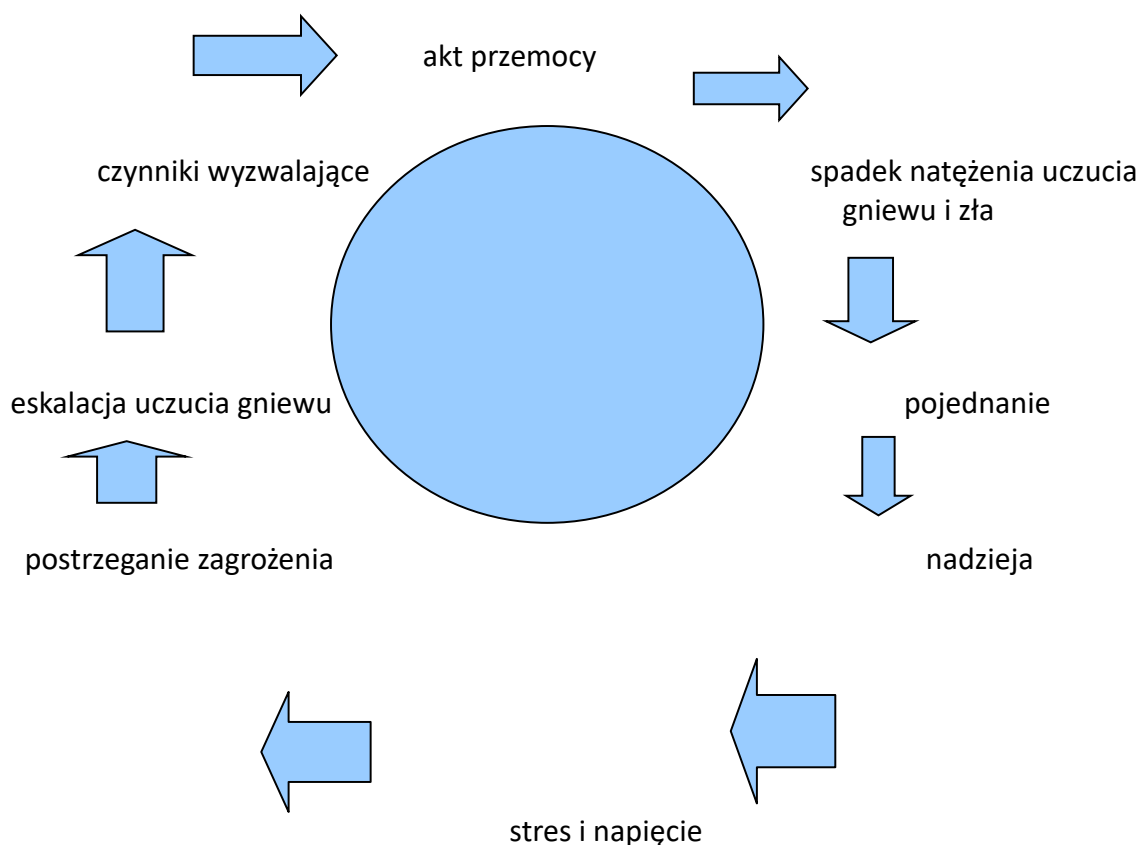 akt przemocy
czynniki wyzwalające
spadek natężenia uczucia
gniewu i zła
eskalacja uczucia gniewu
pojednanie
postrzeganie zagrożenia
nadzieja
stres i napięcie